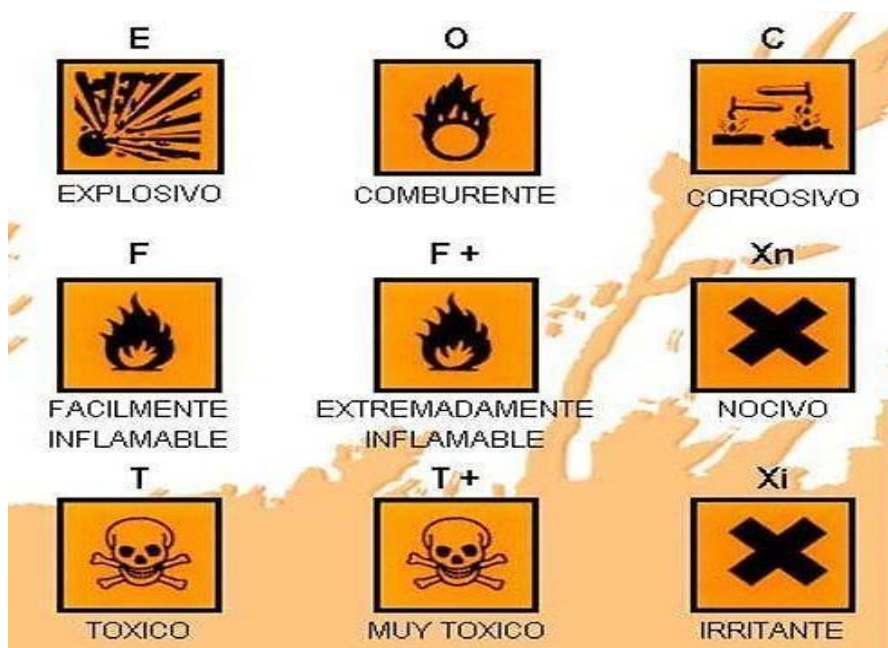 E
O
C
EXPLOSIVO
COMBURENTE
CORROSIVO
F
F +
Xn
FACILMENTE
INFLAMABLE
EXTREMADAMENTE
INFLAMABLE
NOCIVO
T
T +
Xi
TOXICO
MUY TOXICO
IRRITANTE